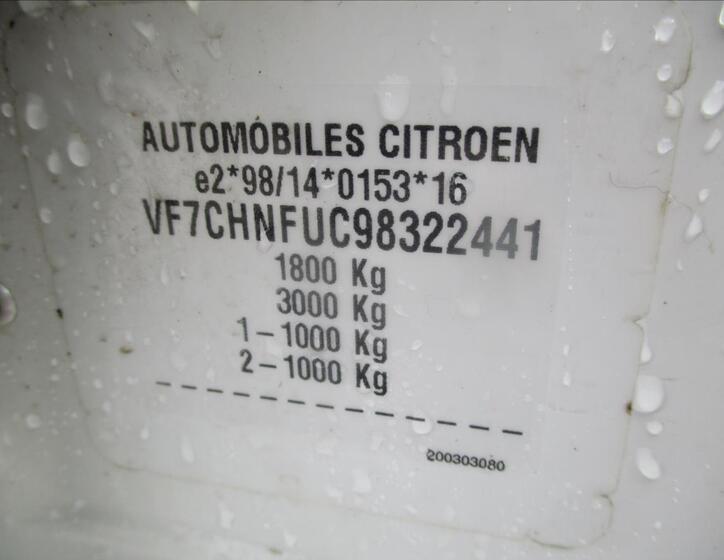 AUTOMOBILES CITROEN
e2*98/14*0153*16
VF7CHNFUC98322441
1800 Kg
3000 Kg
1-1000 Kg
2-1000 Kg
200303080